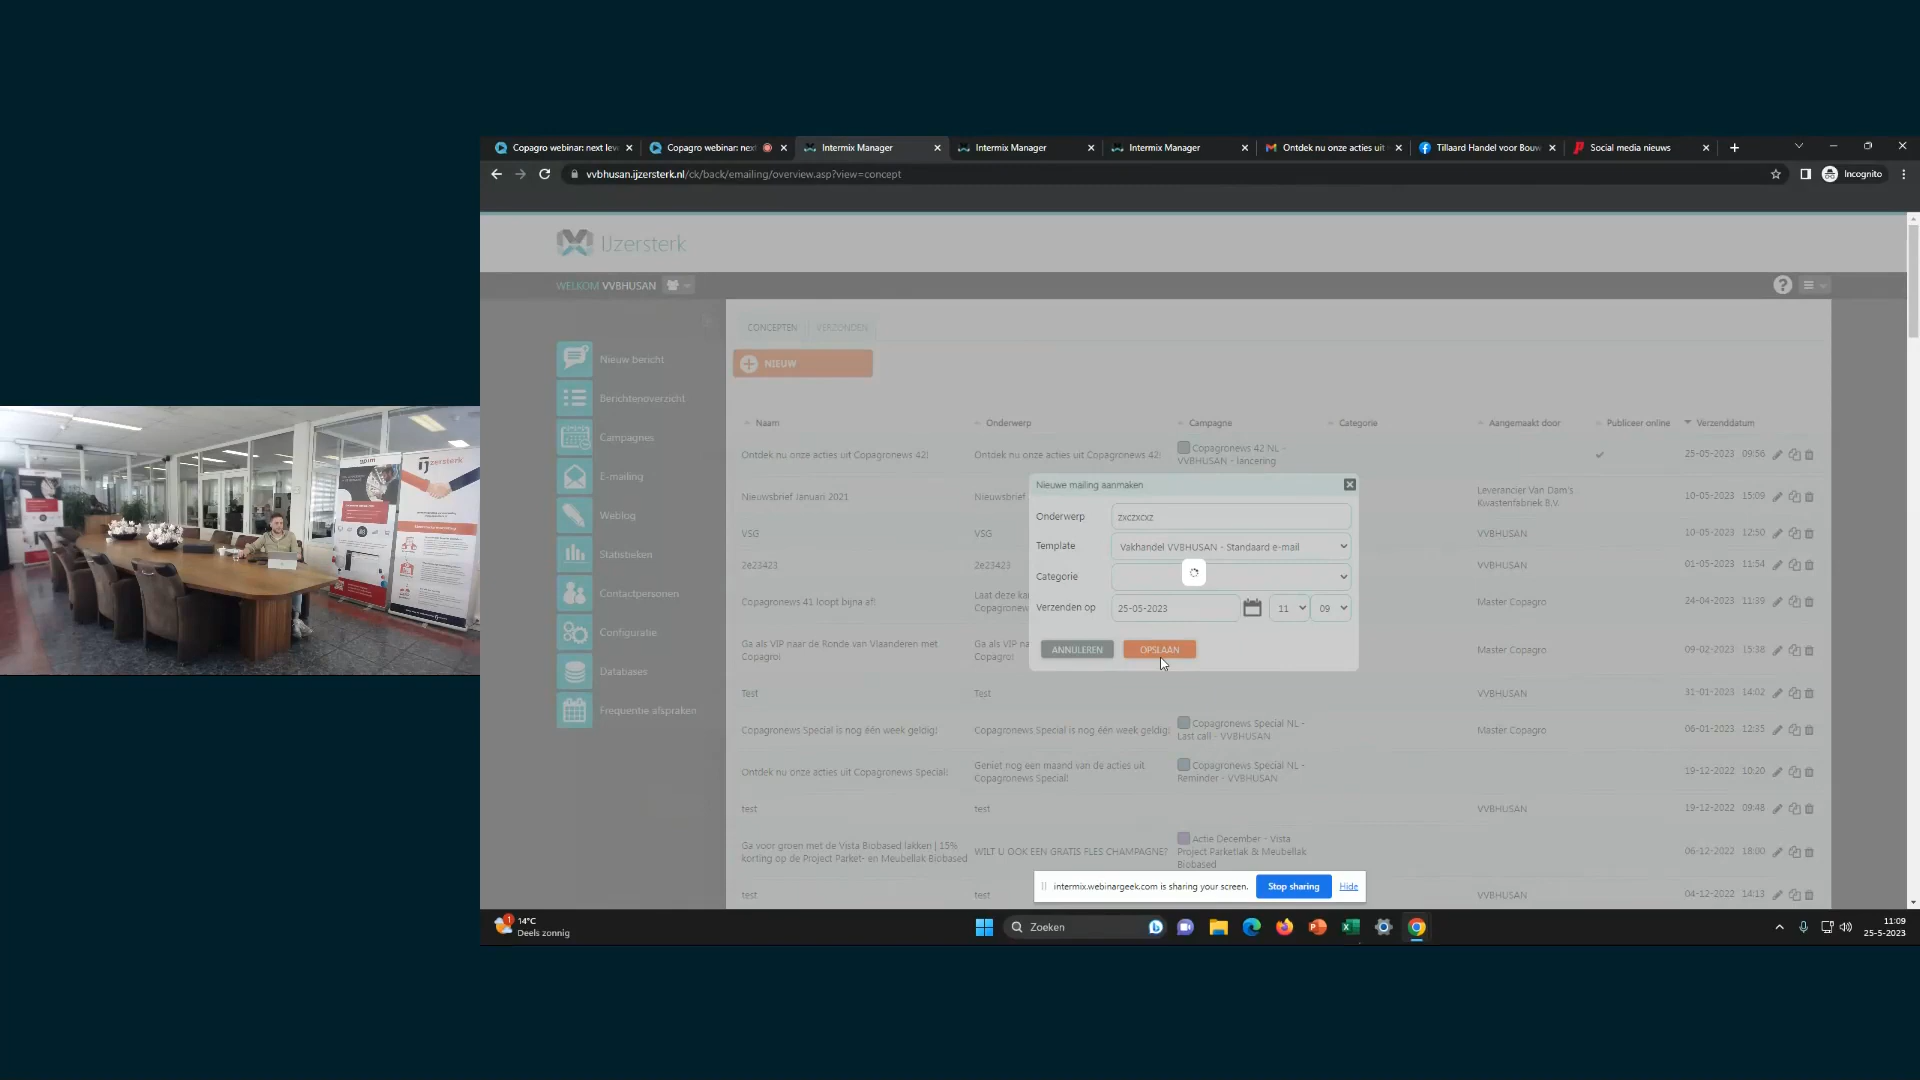 Copagro webinar: next lev
Copagro webinar: nex
Intermix Manager
Intermix Manager
Intermix Manager
Ontdek nu onze acties uit
Tillaard Handel voor Bouw
Social media nieuws
vvbhusan.ijzersterk.nl/ck/back/emailing/overview.asp?view=concept
Incognito
IJzersterk
WELKOM VVBHUSAN
CONCEPTEN VERZONDEN
NIEUW
Nieuw bericht
Berichtenoverzicht
Campagnes
E-mailing
Weblog
Statistieken
Contactpersonen
Configuratie
Databases
Frequentie afspraken
Naam Onderwerp Campagne Categorie Aangemaakt door Publiceer online Verzenddatum
Ontdek nu onze acties uit Copagronews 42! Ontdek nu onze acties uit Copagronews 42! Copagronews 42 NL - 25-05-2023 09:56
VVBHUSAN - lancering
Nieuwsbrief Januari 2021 Nieuwsbrief Leverancier Van Dam's 10-05-2023 15:09
Kwastenfabriek B.V.
VSG VSG VVBHUSAN 10-05-2023 12:50
2e23423 2e23423 VVBHUSAN 01-05-2023 11:54
Copagronews 41 loopt bijna af! Laat deze Master Copagro 24-04-2023 11:39
Copagronews
Ga als VIP naar de Ronde van Vlaanderen met Ga als VIP Master Copagro 09-02-2023 15:38
Copagro! Copagro!
Test Test VVBHUSAN 31-01-2023 14:02
Copagronews Special is nog één week geldig! Copagronews Special is nog één week geldig! Copagronews Special NL - Master Copagro 06-01-2023 12:35
Last call - VVBHUSAN
Ontdek nu onze acties uit Copagronews Special! Geniet nog een maand van de acties uit Copagronews Special NL - 19-12-2022 10:20
Copagronews Special! Reminder - VVBHUSAN
test test VVBHUSAN 19-12-2022 09:48
Ga voor groen met de Vista Biobased lakken | 15% WILT U OOK EEN GRATIS FLES CHAMPAGNE? Actie December - Vista 06-12-2022 18:00
korting op de Project Parket- en Meubellak Biobased Project Parketlak & Meubellak
Biobased
test test VVBHUSAN 04-12-2022 14:13
Nieuwe mailing aanmaken
Onderwerp zxczxcxz
Template Vakhandel VVBHUSAN - Standaard e-mail
Categorie
Verzenden op 25-05-2023 11 09
ANNULEREN OPSLAAN
intermix.webinargeek.com is sharing your screen. Stop sharing Hide
1
14°C
Deels zonnig
Zoeken
11:09
25-5-2023
ijzersterk